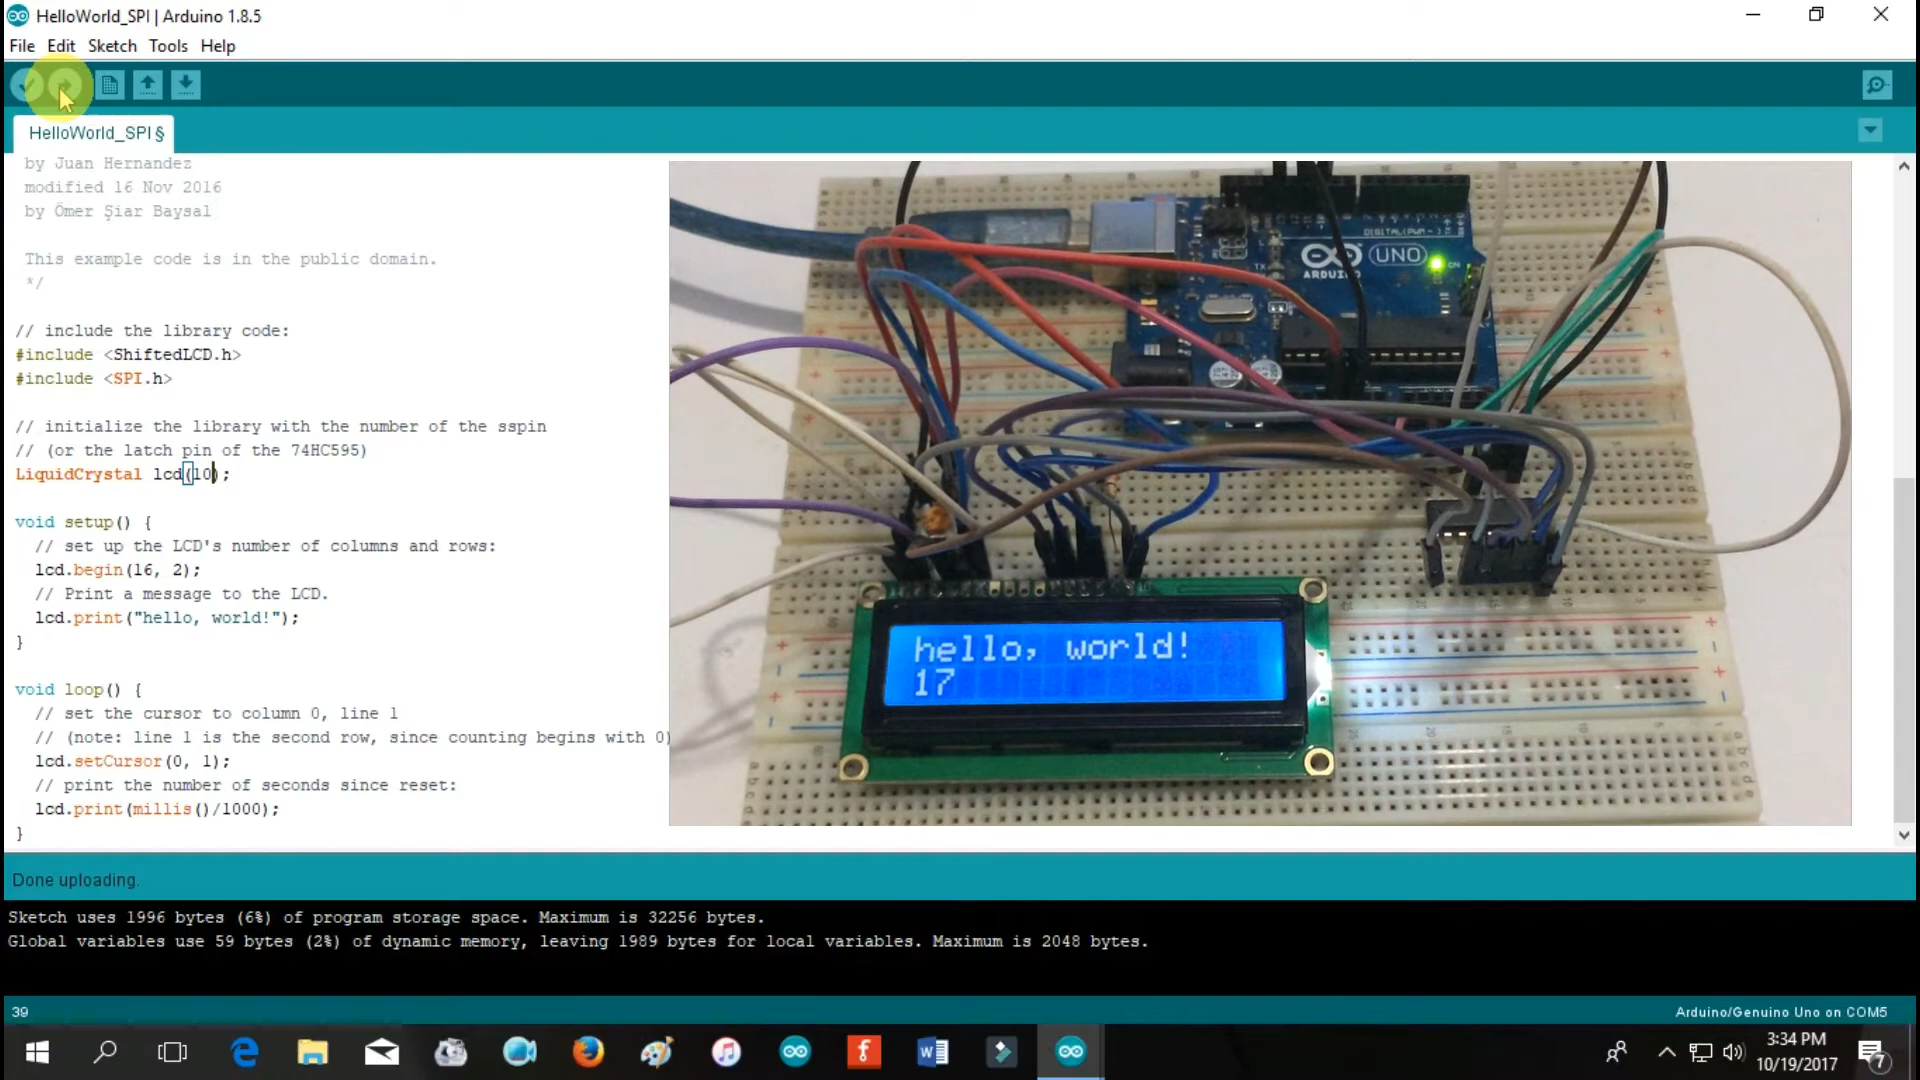 HelloWorld_SPI | Arduino 1.8.5
File Edit Sketch Tools Help
HelloWorld_SPI §
by Juan Hernandez
modified 16 Nov 2016
by Ömer Şiar Baysal
This example code is in the public domain.
*/
// include the library code:
#include <ShiftedLCD.h>
#include <SPI.h>
// initialize the library with the number of the sspin
// (or the latch pin of the 74HC595)
LiquidCrystal lcd(10);
void setup() {
// set up the LCD's number of columns and rows:
lcd.begin(16, 2);
// Print a message to the LCD.
lcd.print("hello, world!");
}
void loop() {
// set the cursor to column 0, line 1
// (note: line 1 is the second row, since counting begins with 0)
lcd.setCursor(0, 1);
// print the number of seconds since reset:
lcd.print(millis()/1000);
}
DIGITAL(PWM~)
UNO
ARDUINO
ON
TX
L
hello, world!
17
Done uploading.
Sketch uses 1996 bytes (6%) of program storage space. Maximum is 32256 bytes.
Global variables use 59 bytes (2%) of dynamic memory, leaving 1989 bytes for local variables. Maximum is 2048 bytes.
39
Arduino/Genuino Uno on COM5
3:34 PM
10/19/2017
7